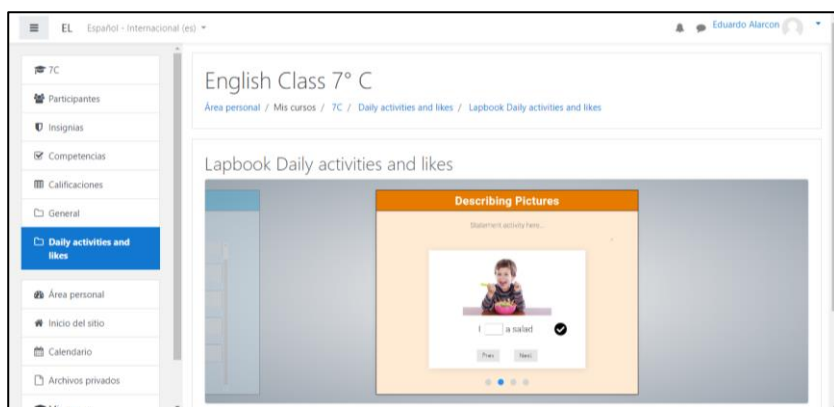 EL Español - Internacional (es)
Eduardo Alarcon
7C
Participantes
Insignias
Competencias
Calificaciones
General
Daily activities and
likes
Área personal
Inicio del sitio
Calendario
Archivos privados
English Class 7° C
Área personal / Mis cursos / 7C / Daily activities and likes / Lapbook Daily activities and likes
Lapbook Daily activities and likes
Describing Pictures
Statement activity here...
I a salad
Prev Next